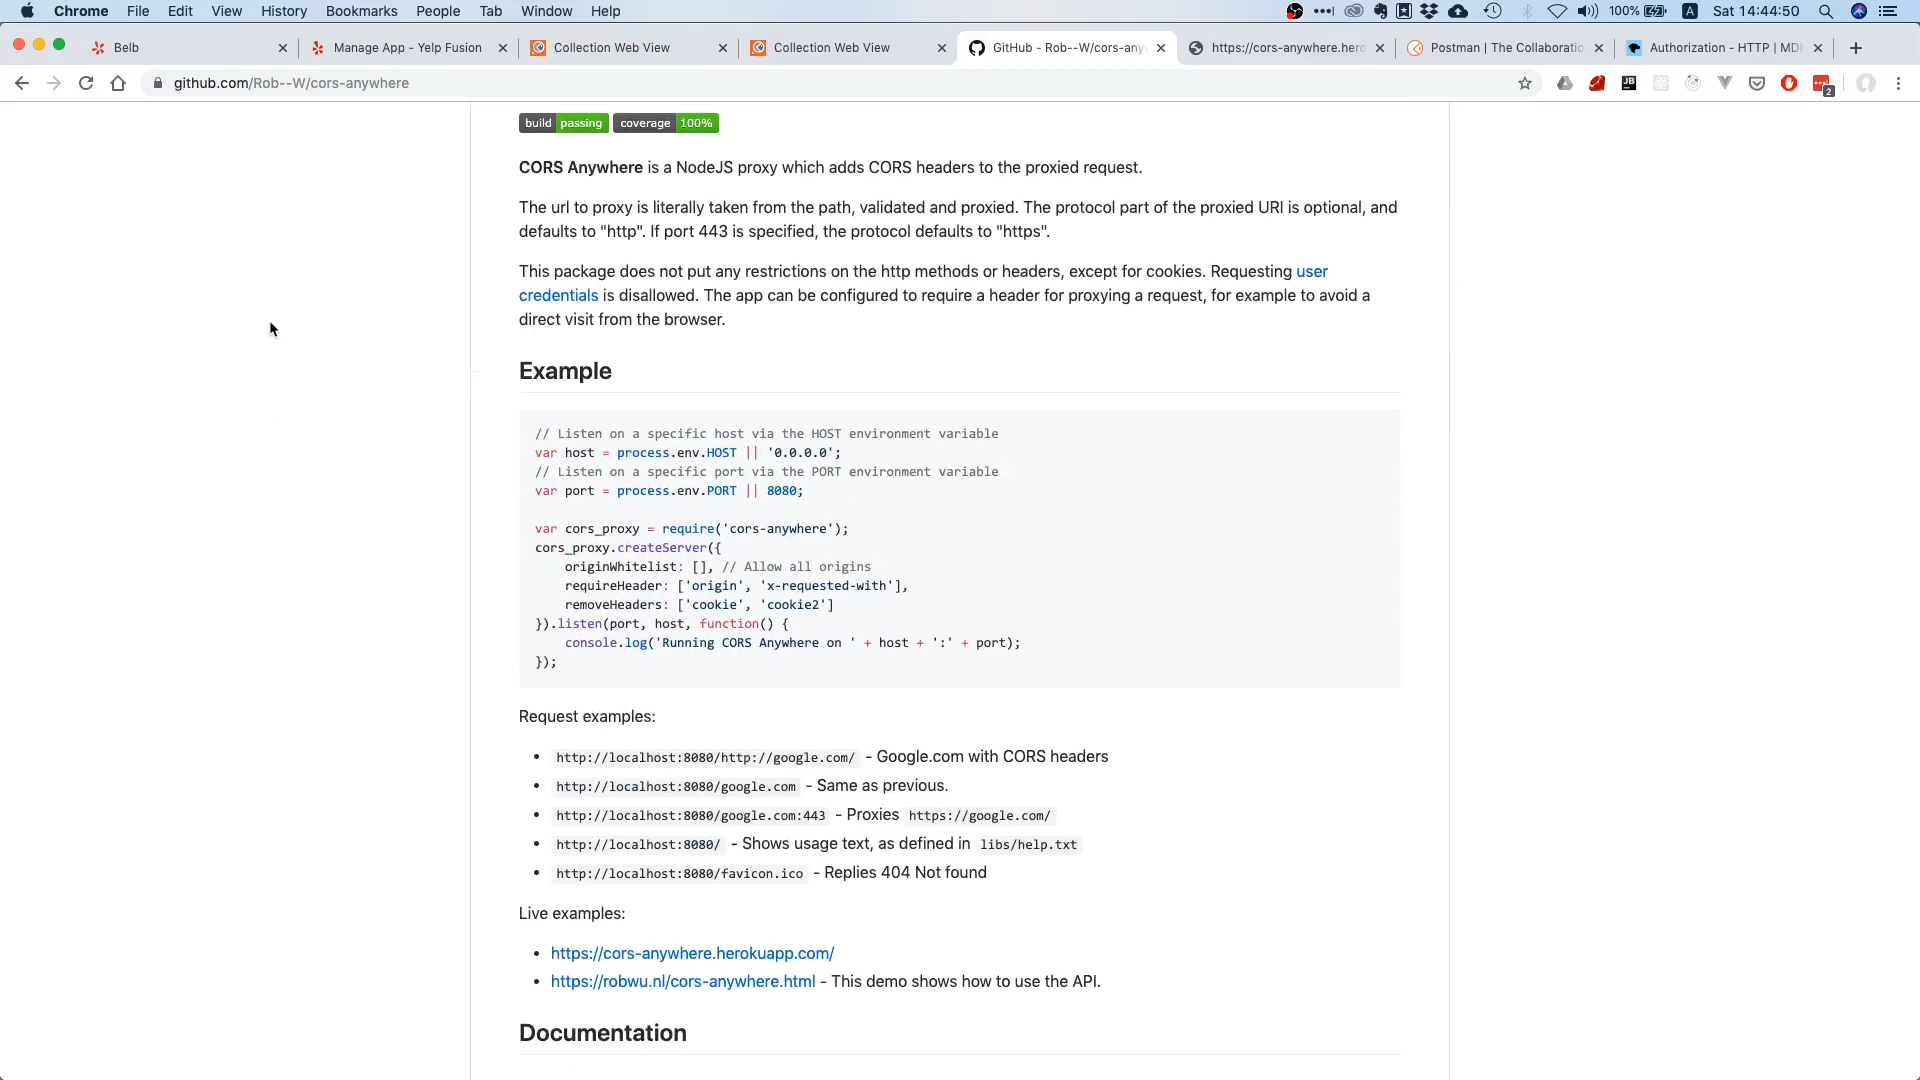 Chrome File Edit View History Bookmarks People Tab Window Help 100% A Sat 14:44:50
Belb Manage App - Yelp Fusion Collection Web View Collection Web View GitHub - Rob--W/cors-any https://cors-anywhere.hero Postman | The Collaboratio Authorization - HTTP | MD
github.com/Rob--W/cors-anywhere JB 2
build passing coverage 100%
CORS Anywhere is a NodeJS proxy which adds CORS headers to the proxied request.
The url to proxy is literally taken from the path, validated and proxied. The protocol part of the proxied URI is optional, and
defaults to "http". If port 443 is specified, the protocol defaults to "https".
This package does not put any restrictions on the http methods or headers, except for cookies. Requesting user
credentials is disallowed. The app can be configured to require a header for proxying a request, for example to avoid a
direct visit from the browser.
Example
// Listen on a specific host via the HOST environment variable
var host = process.env.HOST || '0.0.0.0';
// Listen on a specific port via the PORT environment variable
var port = process.env.PORT || 8080;
var cors_proxy = require('cors-anywhere');
cors_proxy.createServer({
originWhitelist: [], // Allow all origins
requireHeader: ['origin', 'x-requested-with'],
removeHeaders: ['cookie', 'cookie2']
}).listen(port, host, function() {
console.log('Running CORS Anywhere on ' + host + ':' + port);
});
Request examples:
http://localhost:8080/http://google.com/ - Google.com with CORS headers
http://localhost:8080/google.com - Same as previous.
http://localhost:8080/google.com:443 - Proxies https://google.com/
http://localhost:8080/ - Shows usage text, as defined in libs/help.txt
http://localhost:8080/favicon.ico - Replies 404 Not found
Live examples:
https://cors-anywhere.herokuapp.com/
https://robwu.nl/cors-anywhere.html - This demo shows how to use the API.
Documentation